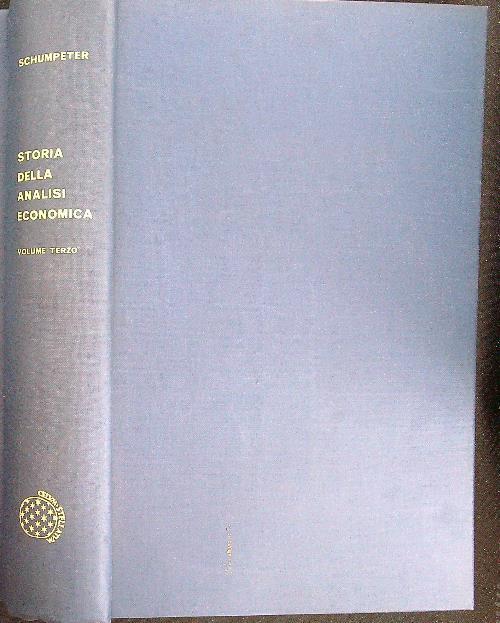 SCHUMPETER
STORIA
DELLA
ANALISI
ECONOMICA
VOLUME TERZO